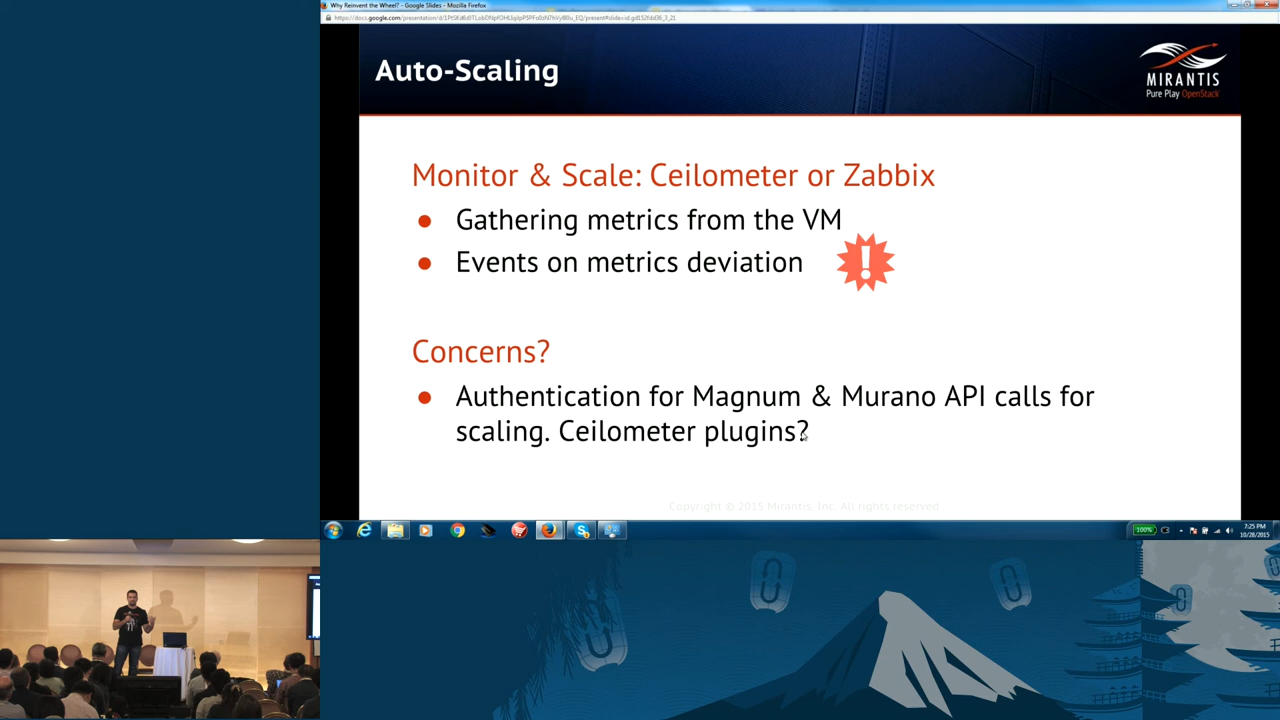 Why Reinvent the Wheel? - Google Slides - Mozilla Firefox
Auto-Scaling
MIRANTIS
Pure Play OpenStack
Monitor & Scale: Ceilometer or Zabbix
Gathering metrics from the VM
Events on metrics deviation
!
Concerns?
Authentication for Magnum & Murano API calls for
scaling. Ceilometer plugins?
Copyright © 2015 Mirantis, Inc. All rights reserved
100%
7:25 PM
10/28/2015